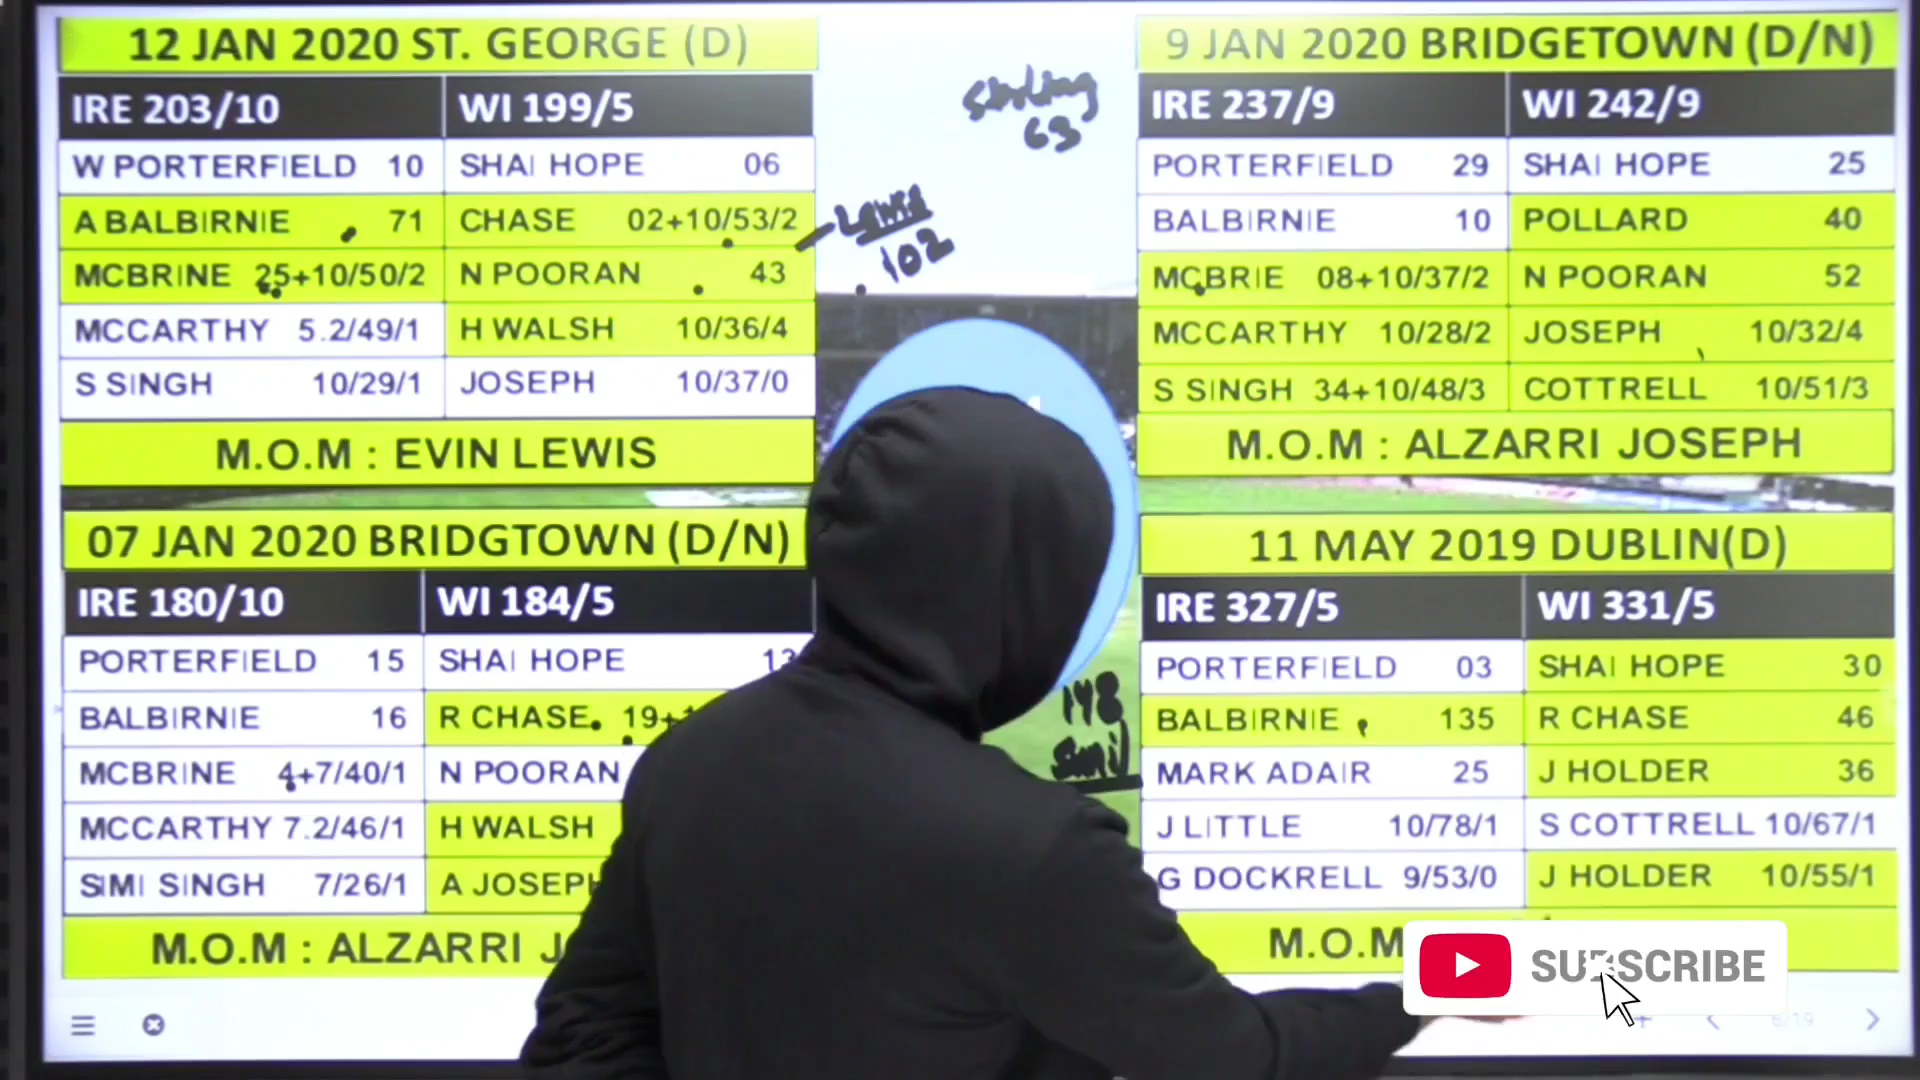 12 JAN 2020 ST. GEORGE (D)
IRE 203/10 WI 199/5
W PORTERFIELD 10 SHAI HOPE 06
A BALBIRNIE 71 CHASE 02+10/53/2
MCBRINE 25+10/50/2 N POORAN 43
MCCARTHY 5.2/49/1 H WALSH 10/36/4
S SINGH 10/29/1 JOSEPH 10/37/0
M.O.M : EVIN LEWIS
Stirling
63
Lewis
102
9 JAN 2020 BRIDGETOWN (D/N)
IRE 237/9 WI 242/9
PORTERFIELD 29 SHAI HOPE 25
BALBIRNIE 10 POLLARD 40
MCBRIE 08+10/37/2 N POORAN 52
MCCARTHY 10/28/2 JOSEPH 10/32/4
S SINGH 34+10/48/3 COTTRELL 10/51/3
M.O.M : ALZARRI JOSEPH
07 JAN 2020 BRIDGTOWN (D/N)
IRE 180/10 WI 184/5
PORTERFIELD 15 SHAI HOPE 13
BALBIRNIE 16 R CHASE 19+
MCBRINE 4+7/40/1 N POORAN
MCCARTHY 7.2/46/1 H WALSH
SIMI SINGH 7/26/1 A JOSEPH
M.O.M : ALZARRI J
148
11 MAY 2019 DUBLIN(D)
IRE 327/5 WI 331/5
PORTERFIELD 03 SHAI HOPE 30
BALBIRNIE 135 R CHASE 46
MARK ADAIR 25 J HOLDER 36
J LITTLE 10/78/1 S COTTRELL 10/67/1
G DOCKRELL 9/53/0 J HOLDER 10/55/1
M.O.M
SUBSCRIBE